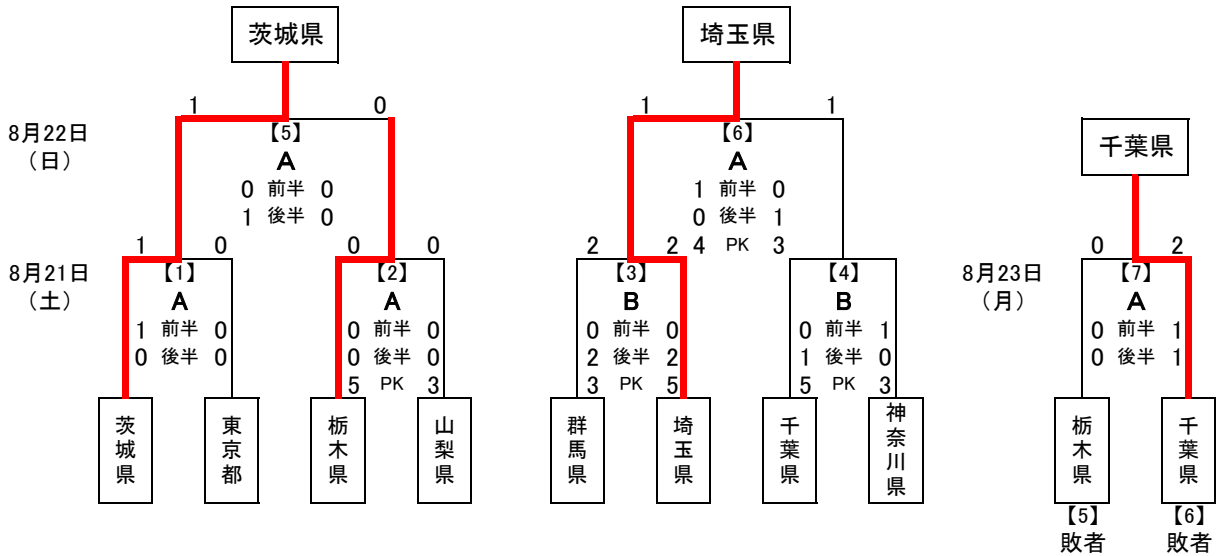 茨城県 埼玉県
1 0 1 1
8月22日
（日）
【5】 【6】
千葉県
A A
0 前半 0 1 前半 0
1 後半 0 0 後半 1
4 PK 3
1 0 0 0 2 2 0 2
8月21日
（土）
【1】 【2】 【3】 【4】
8月23日
（月）
【7】
A A B B A
1 前半 0 0 前半 0 0 前半 0 0 前半 1 0 前半 1
0 後半 0 0 後半 0 2 後半 2 1 後半 0 0 後半 1
5 PK 3 3 PK 5 5 PK 3
茨城県 東京都 栃木県 山梨県 群馬県 埼玉県 千葉県 神奈川県 栃木県 千葉県
【5】 【6】
敗者 敗者